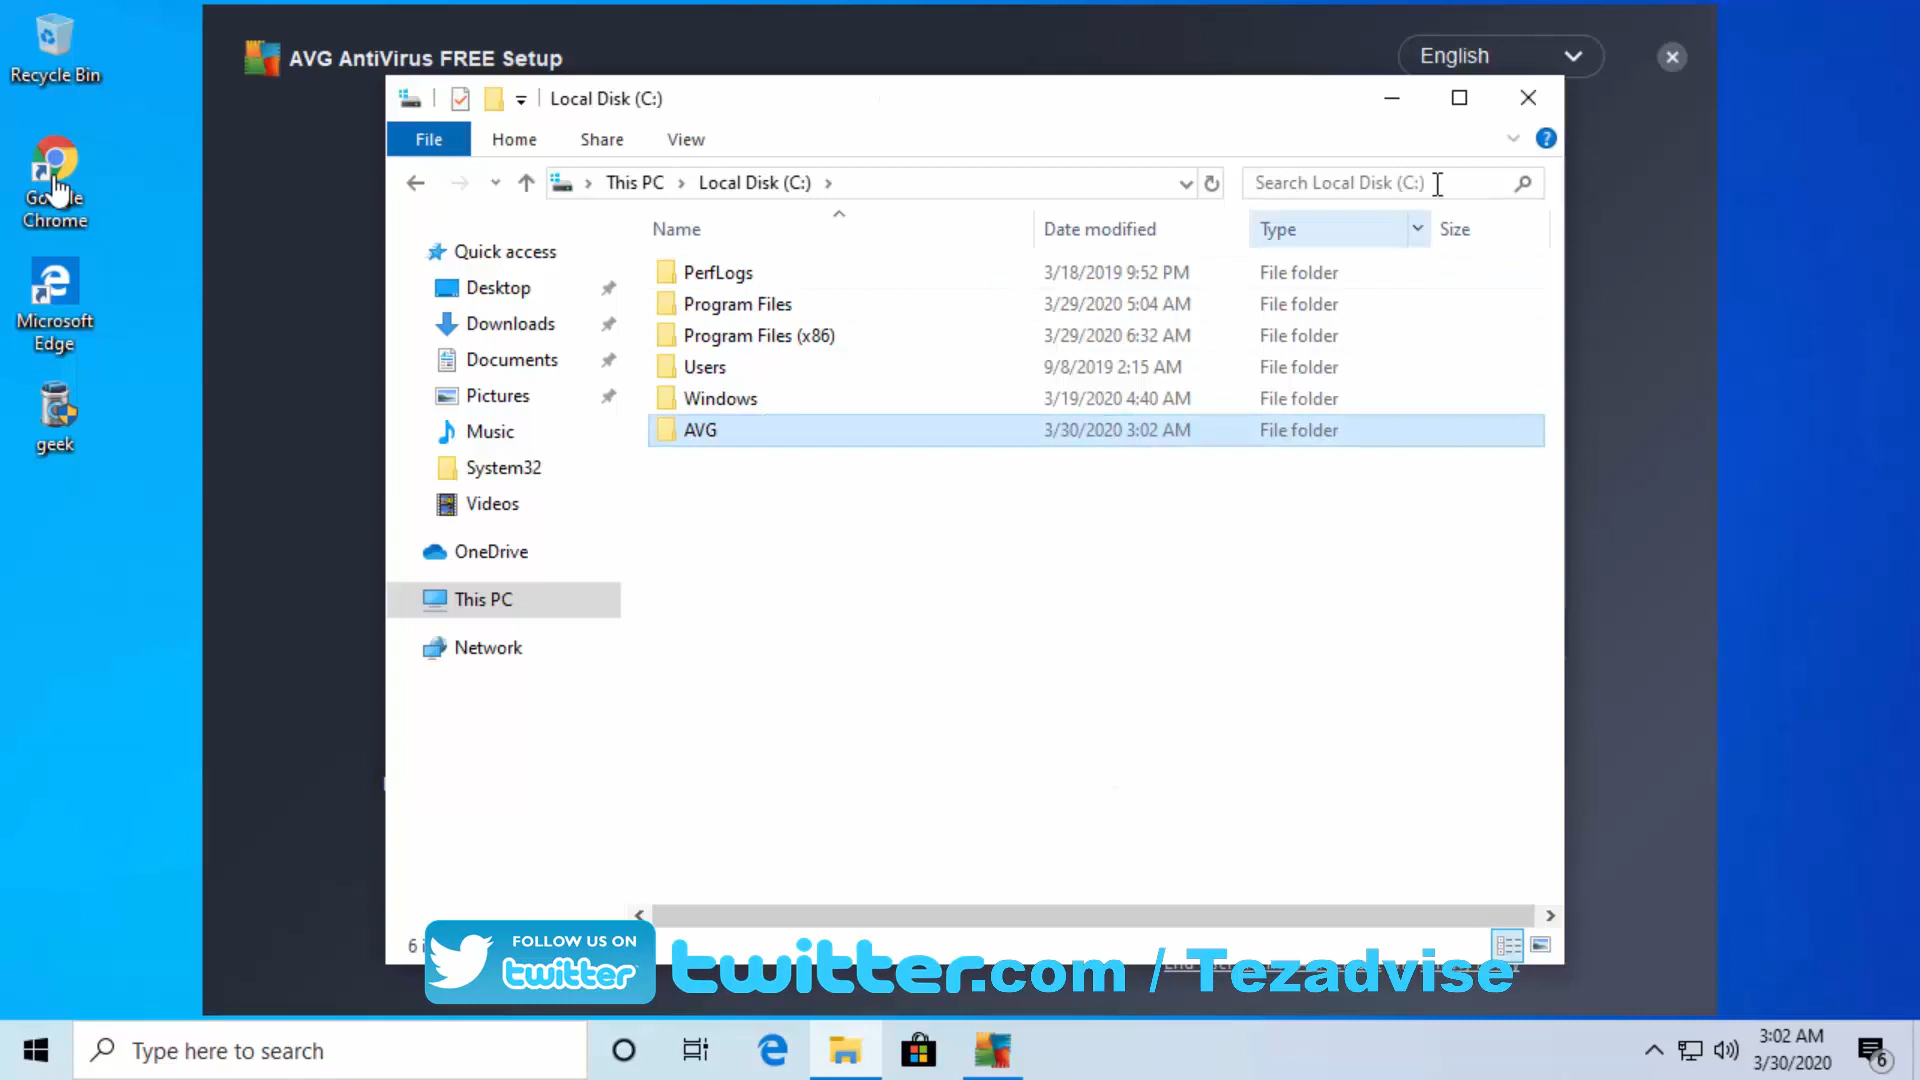 Recycle Bin
Google
Chrome
Microsoft
Edge
geek
AVG AntiVirus FREE Setup
English
Local Disk (C:)
File
Home
Share
View
This PC
Local Disk (C:)
Search Local Disk (C:)
Name
Date modified
Type
Size
Quick access
Desktop
Downloads
Documents
Pictures
Music
System32
Videos
OneDrive
This PC
Network
PerfLogs 3/18/2019 9:52 PM File folder
Program Files 3/29/2020 5:04 AM File folder
Program Files (x86) 3/29/2020 6:32 AM File folder
Users 9/8/2019 2:15 AM File folder
Windows 3/19/2020 4:40 AM File folder
AVG 3/30/2020 3:02 AM File folder
6
FOLLOW US ON
twitter
twitter.com / Tezadvise
Type here to search
3:02 AM
3/30/2020
6